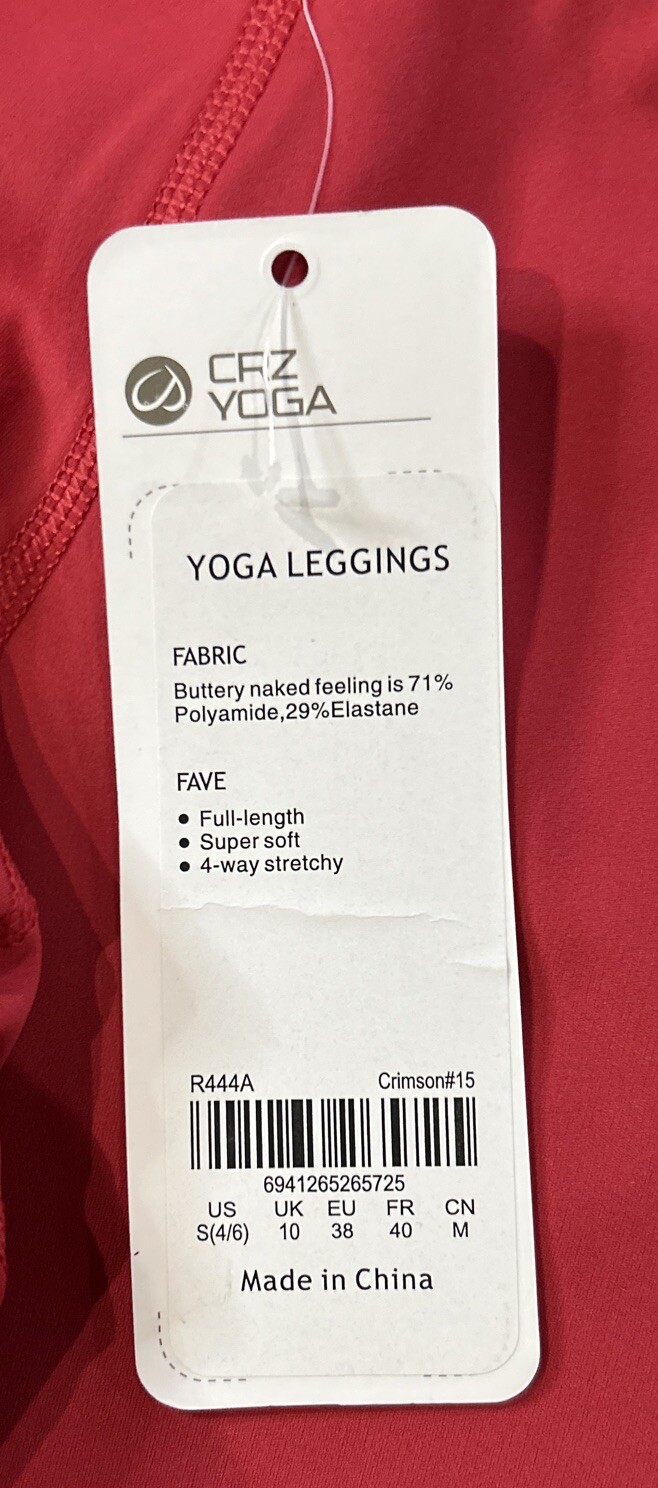 CRZ
YOGA
YOGA LEGGINGS
FABRIC
Buttery naked feeling is 71%
Polyamide,29%Elastane
FAVE
● Full-length
● Super soft
● 4-way stretchy
R444A Crimson#15
6941265265725
US UK EU FR CN
S(4/6) 10 38 40 M
Made in China